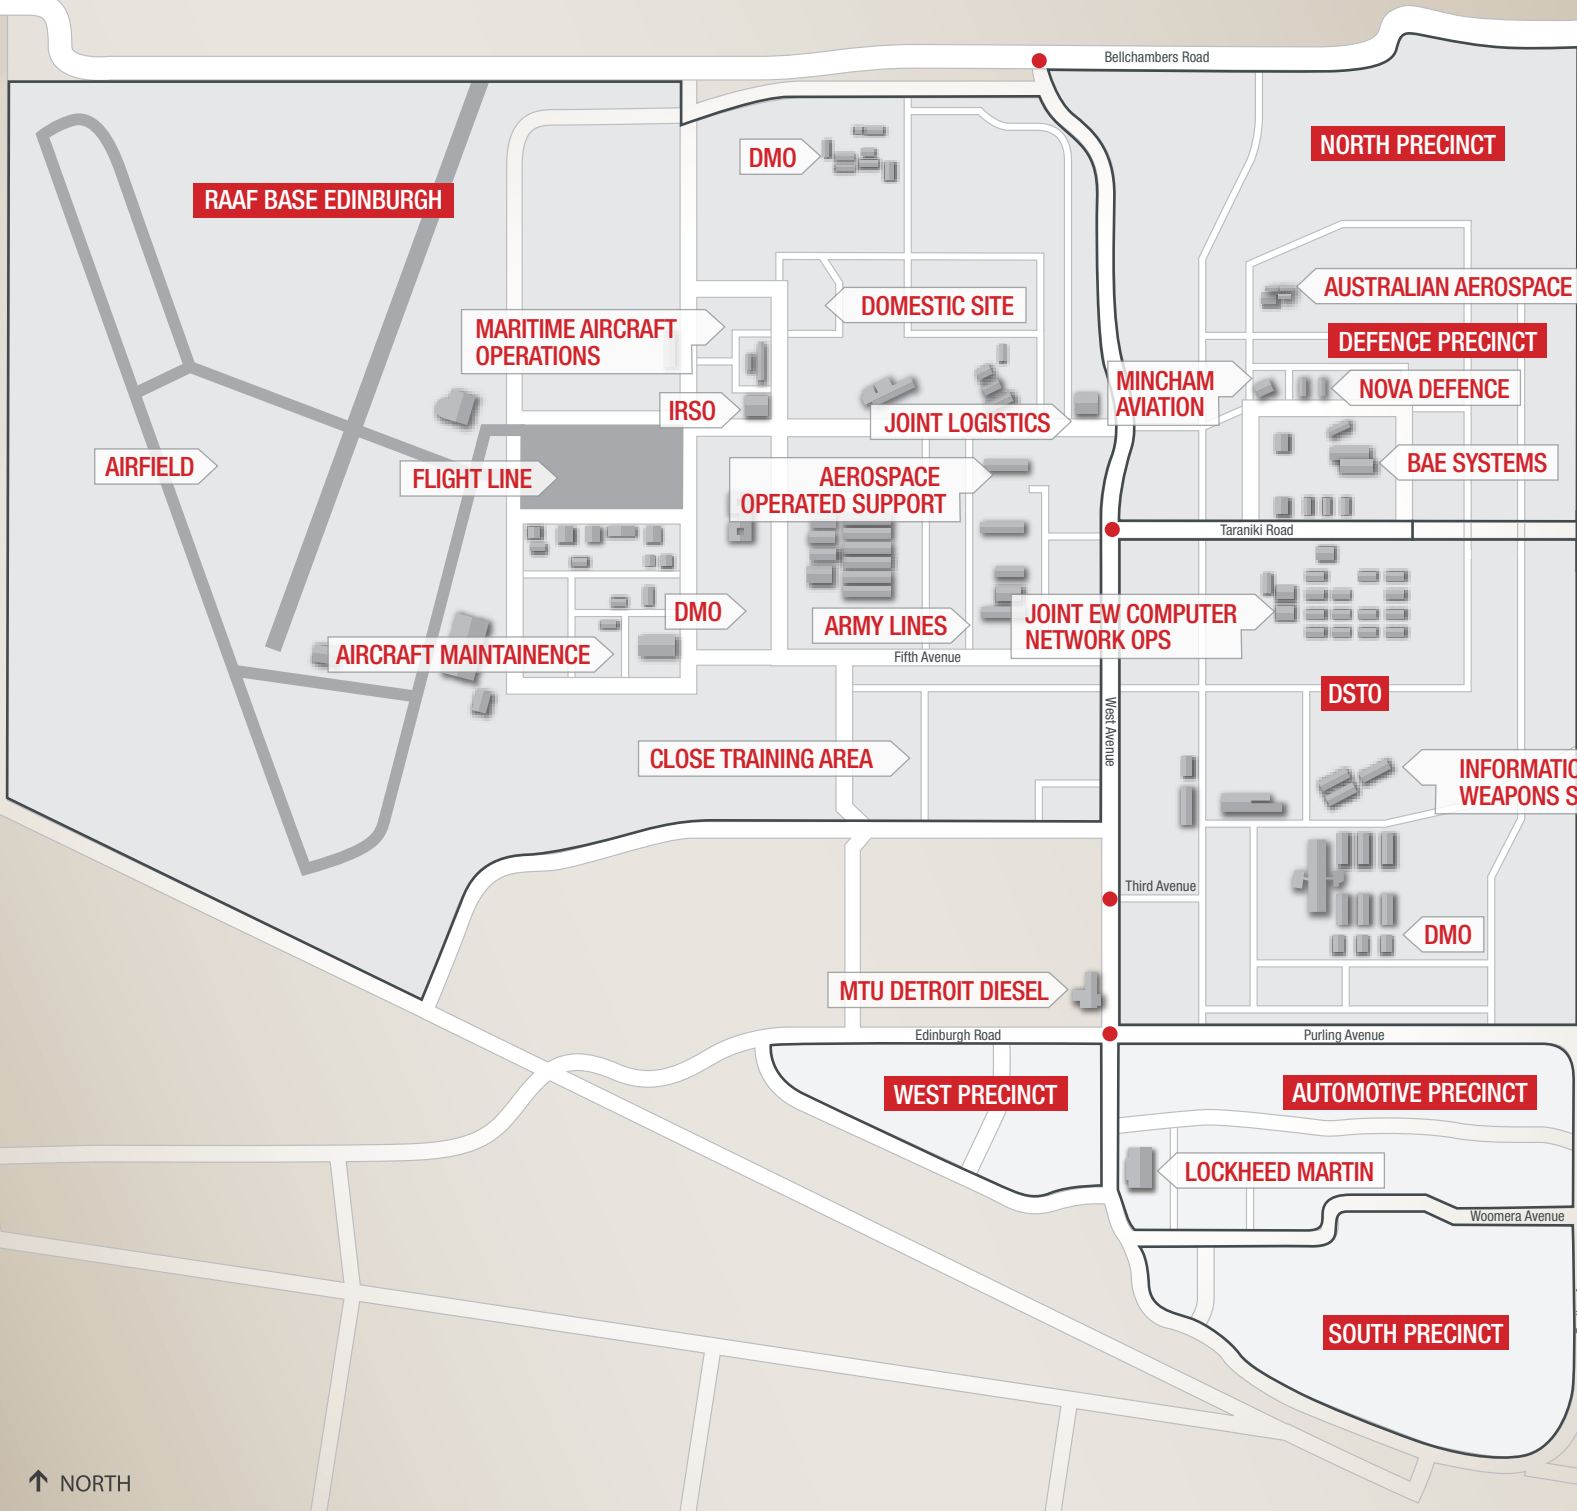 Bellchambers Road
NORTH PRECINCT
DMO
RAAF BASE EDINBURGH
AUSTRALIAN AEROSPACE
DOMESTIC SITE
MARITIME AIRCRAFT
OPERATIONS
DEFENCE PRECINCT
MINCHAM
AVIATION
NOVA DEFENCE
IRSO
JOINT LOGISTICS
AIRFIELD
FLIGHT LINE
AEROSPACE
OPERATED SUPPORT
BAE SYSTEMS
Taraniki Road
DMO
ARMY LINES
JOINT EW COMPUTER
NETWORK OPS
AIRCRAFT MAINTAINENCE
Fifth Avenue
DSTO
West Avenue
CLOSE TRAINING AREA
INFORMATIO
WEAPONS S
Third Avenue
DMO
MTU DETROIT DIESEL
Edinburgh Road
Purling Avenue
WEST PRECINCT
AUTOMOTIVE PRECINCT
LOCKHEED MARTIN
Woomera Avenue
SOUTH PRECINCT
NORTH